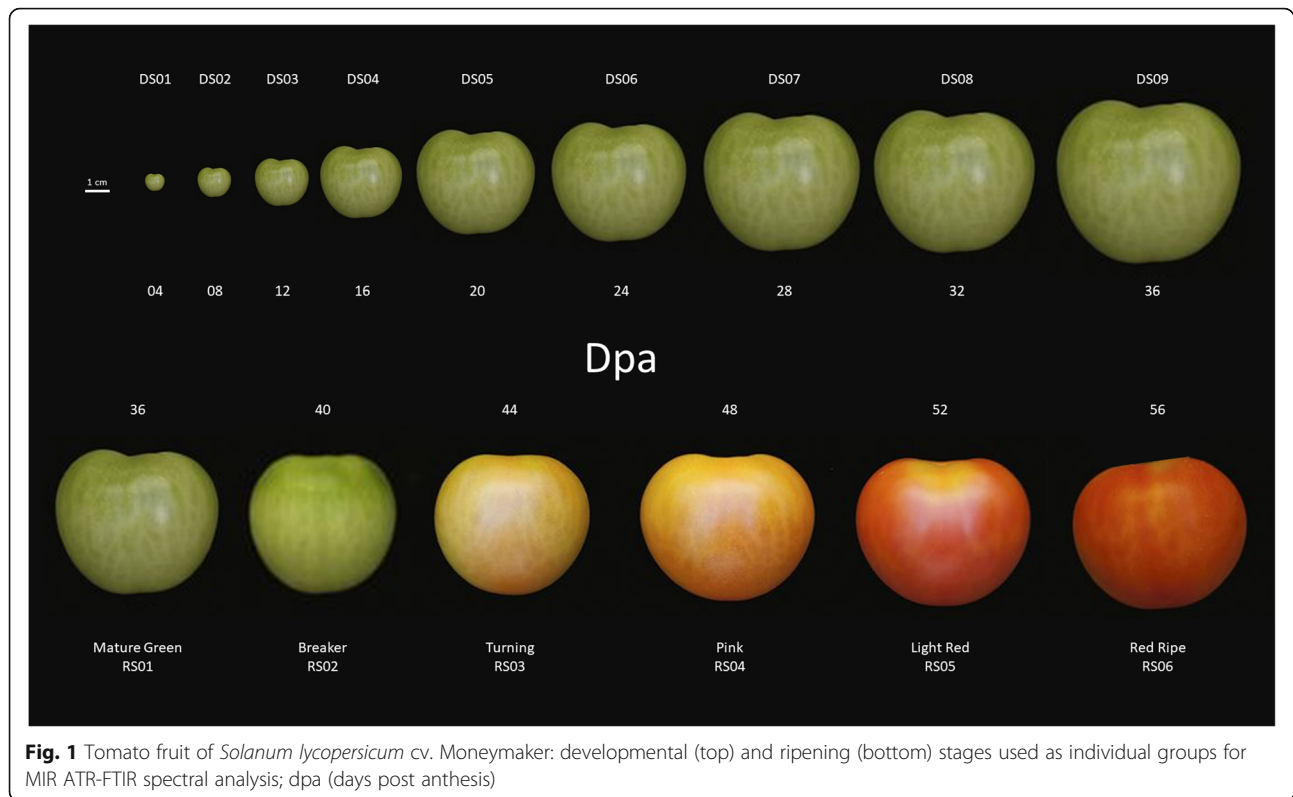 DS01 DS02 DS03 DS04 DS05 DS06 DS07 DS08 DS09
1 cm
04 08 12 16 20 24 28 32 36
Dpa
36 40 44 48 52 56
Mature Green Breaker Turning Pink Light Red Red Ripe
RS01 RS02 RS03 RS04 RS05 RS06
Fig. 1 Tomato fruit of Solanum lycopersicum cv. Moneymaker: developmental (top) and ripening (bottom) stages used as individual groups for
MIR ATR-FTIR spectral analysis; dpa (days post anthesis)